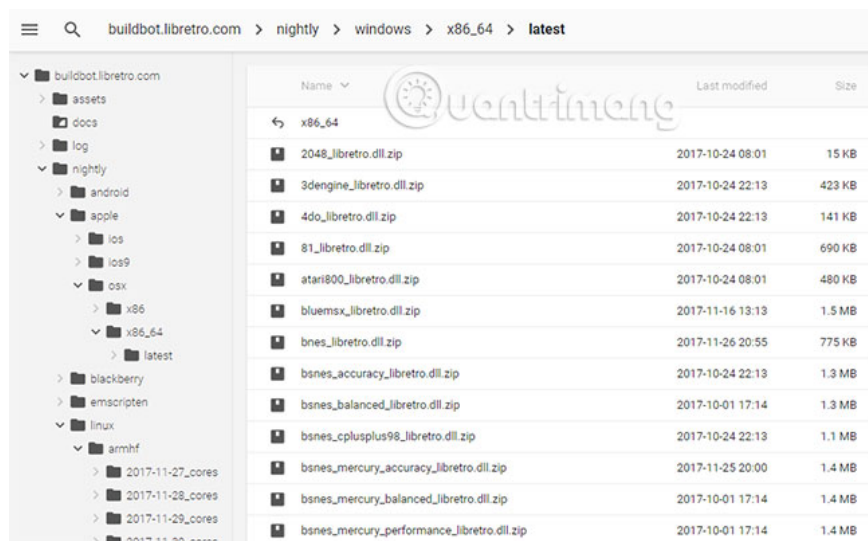 buildbot.libretro.com > nightly > windows > x86_64 > latest
buildbot.libretro.com
assets
docs
log
nightly
android
apple
ios
ios9
osx
x86
x86_64
latest
blackberry
emscripten
linux
armhf
2017-11-27_cores
2017-11-28_cores
2017-11-29_cores
2017-11-30_cores
Quantrimang
Name Last modified Size
x86_64
2048_libretro.dll.zip 2017-10-24 08:01 15 KB
3dengine_libretro.dll.zip 2017-10-24 22:13 423 KB
4do_libretro.dll.zip 2017-10-24 22:13 141 KB
81_libretro.dll.zip 2017-10-24 08:01 690 KB
atari800_libretro.dll.zip 2017-10-24 08:01 480 KB
bluemsx_libretro.dll.zip 2017-11-16 13:13 1.5 MB
bnes_libretro.dll.zip 2017-11-26 20:55 775 KB
bsnes_accuracy_libretro.dll.zip 2017-10-24 22:13 1.3 MB
bsnes_balanced_libretro.dll.zip 2017-10-01 17:14 1.3 MB
bsnes_cplusplus98_libretro.dll.zip 2017-10-24 22:13 1.1 MB
bsnes_mercury_accuracy_libretro.dll.zip 2017-11-25 20:00 1.4 MB
bsnes_mercury_balanced_libretro.dll.zip 2017-10-01 17:14 1.4 MB
bsnes_mercury_performance_libretro.dll.zip 2017-10-01 17:14 1.4 MB